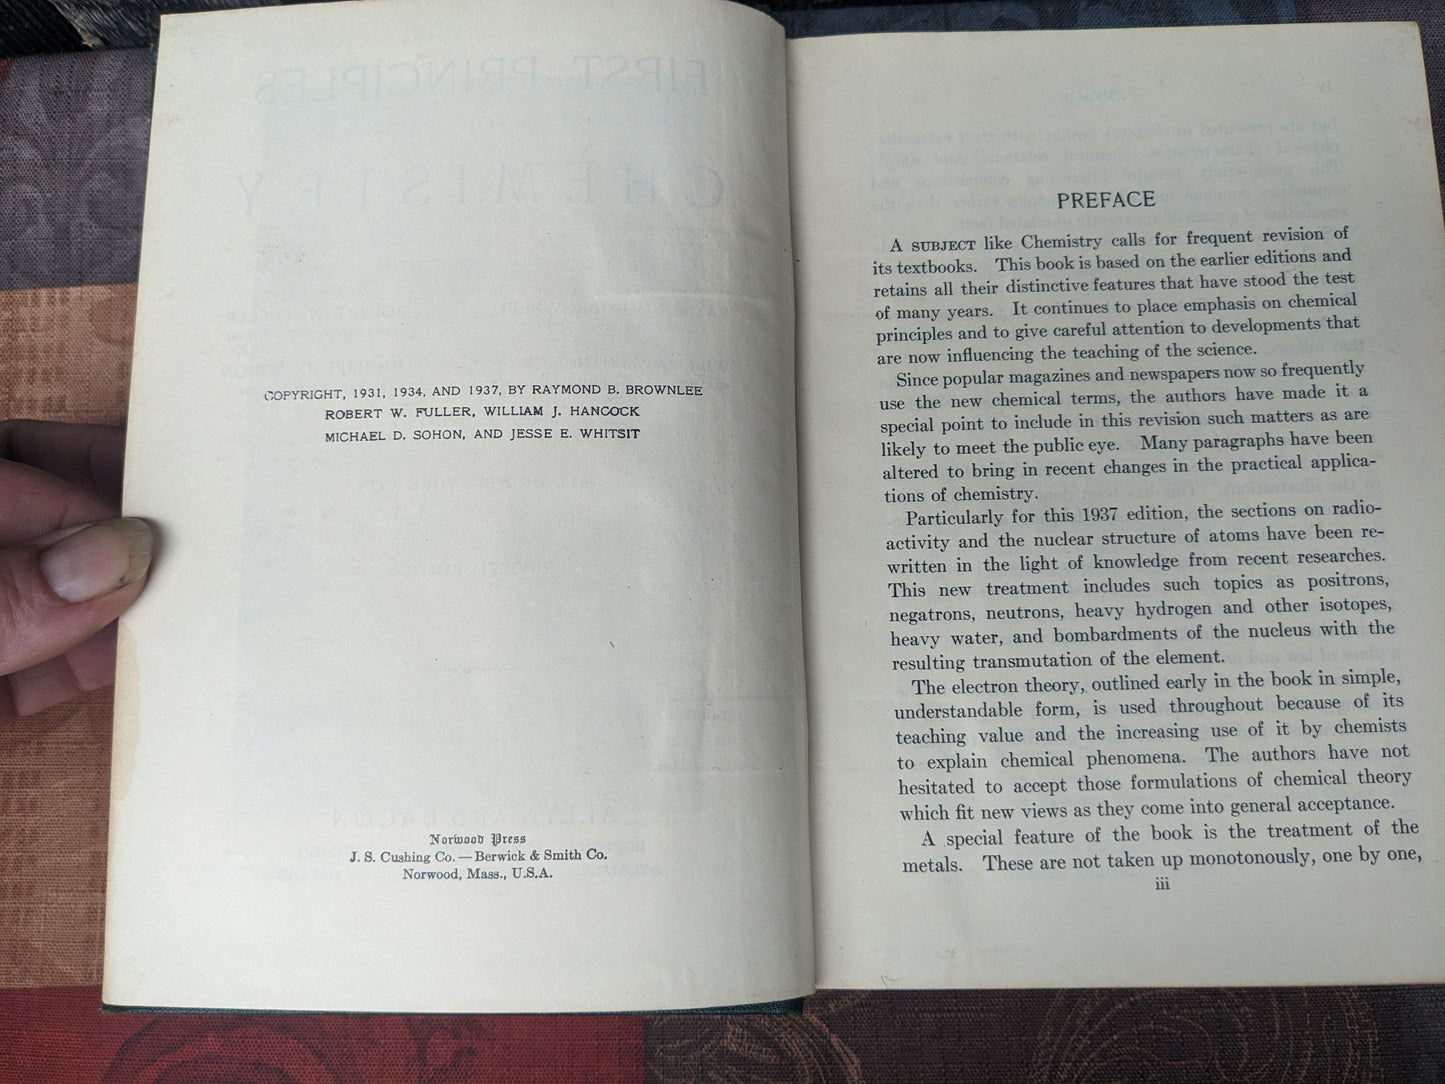 COPYRIGHT, 1931, 1934, AND 1937, BY RAYMOND B. BROWNLEE
ROBERT W. FULLER, WILLIAM J. HANCOCK
MICHAEL D. SOHON, AND JESSE E. WHITSIT
Norwood Press
J. S. Cushing Co. — Berwick & Smith Co.
Norwood, Mass., U.S.A.
PREFACE
A SUBJECT like Chemistry calls for frequent revision of
its textbooks. This book is based on the earlier editions and
retains all their distinctive features that have stood the test
of many years. It continues to place emphasis on chemical
principles and to give careful attention to developments that
are now influencing the teaching of the science.
Since popular magazines and newspapers now so frequently
use the new chemical terms, the authors have made it a
special point to include in this revision such matters as are
likely to meet the public eye. Many paragraphs have been
altered to bring in recent changes in the practical applica-
tions of chemistry.
Particularly for this 1937 edition, the sections on radio-
activity and the nuclear structure of atoms have been re-
written in the light of knowledge from recent researches.
This new treatment includes such topics as positrons,
negatrons, neutrons, heavy hydrogen and other isotopes,
heavy water, and bombardments of the nucleus with the
resulting transmutation of the element.
The electron theory, outlined early in the book in simple,
understandable form, is used throughout because of its
teaching value and the increasing use of it by chemists
to explain chemical phenomena. The authors have not
hesitated to accept those formulations of chemical theory
which fit new views as they come into general acceptance.
A special feature of the book is the treatment of the
metals. These are not taken up monotonously, one by one,
iii
FIRST PRINCIPLES
CHEMISTRY